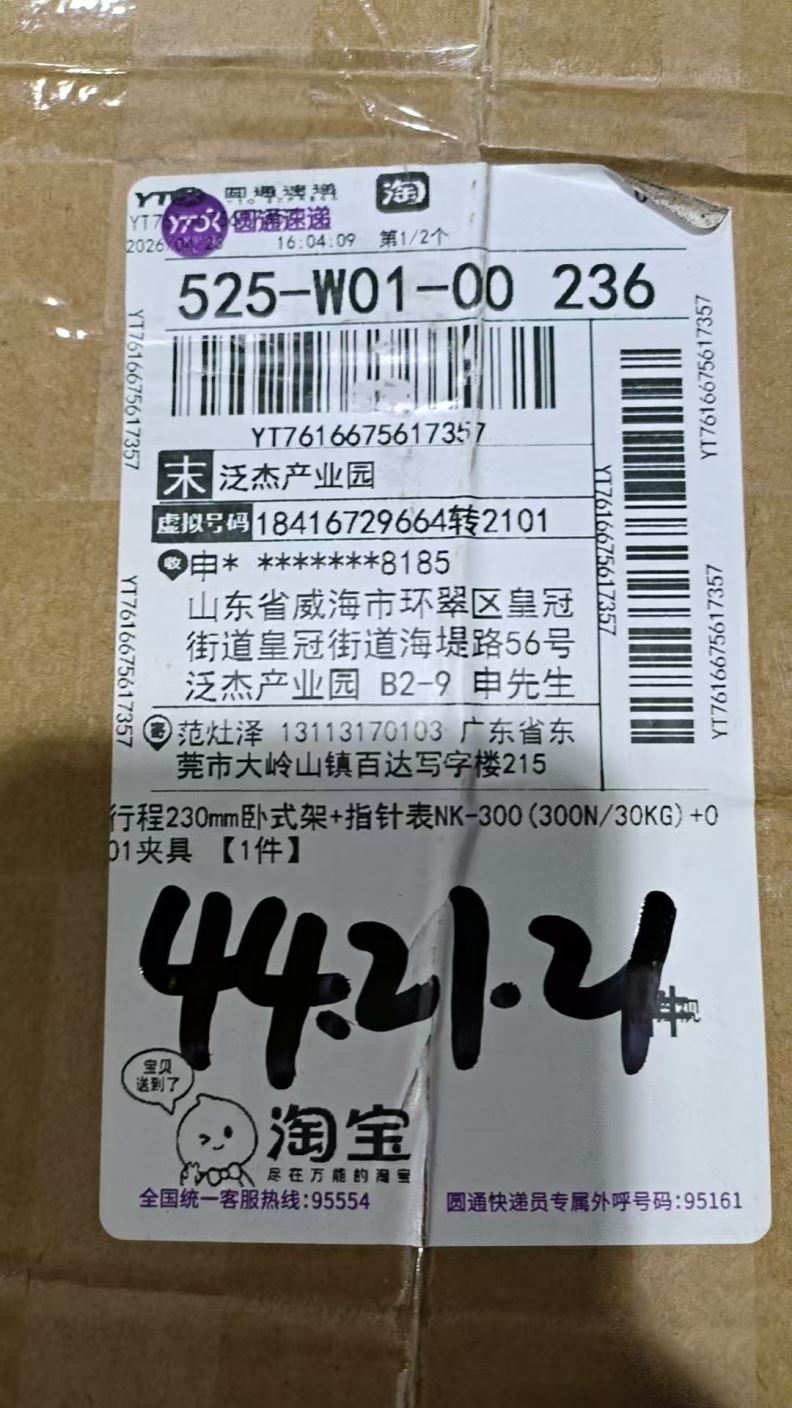 圆通速递
淘
YTO 圆通速递
2026/04/23 16:04:09 第1/2个
525-W01-00 236
YT7616675617357
末 泛杰产业园
虚拟号码 18416729664转2101
收 申* *******8185
山东省威海市环翠区皇冠
街道皇冠街道海堤路56号
泛杰产业园 B2-9 申先生
寄 范灶泽 13113170103 广东省东
莞市大岭山镇百达写字楼215
行程230mm卧式架+指针表NK-300(300N/30KG)+0
01夹具 【1件】
44.21.21
宝贝
送到了
淘宝
尽在万能的淘宝
全国统一客服热线:95554 圆通快递员专属外呼号码:95161
YT7616675617357
YT7616675617357
YT7616675617357
YT7616675617357
YT7616675617357